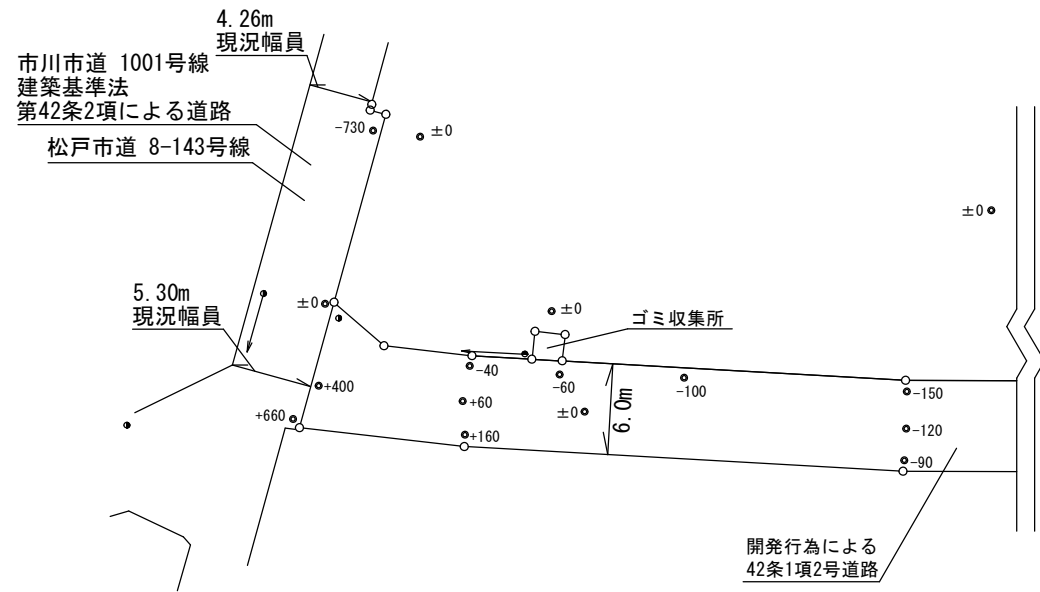 4.26m
現況幅員
市川市道 1001号線
建築基準法
第42条2項による道路
松戸市道 8-143号線
-730
±0
±0
5.30m
現況幅員
±0
±0
ゴミ収集所
-40
-60
-100
-150
+400
+60
±0
6.0m
-120
+660
+160
-90
開発行為による
42条1項2号道路